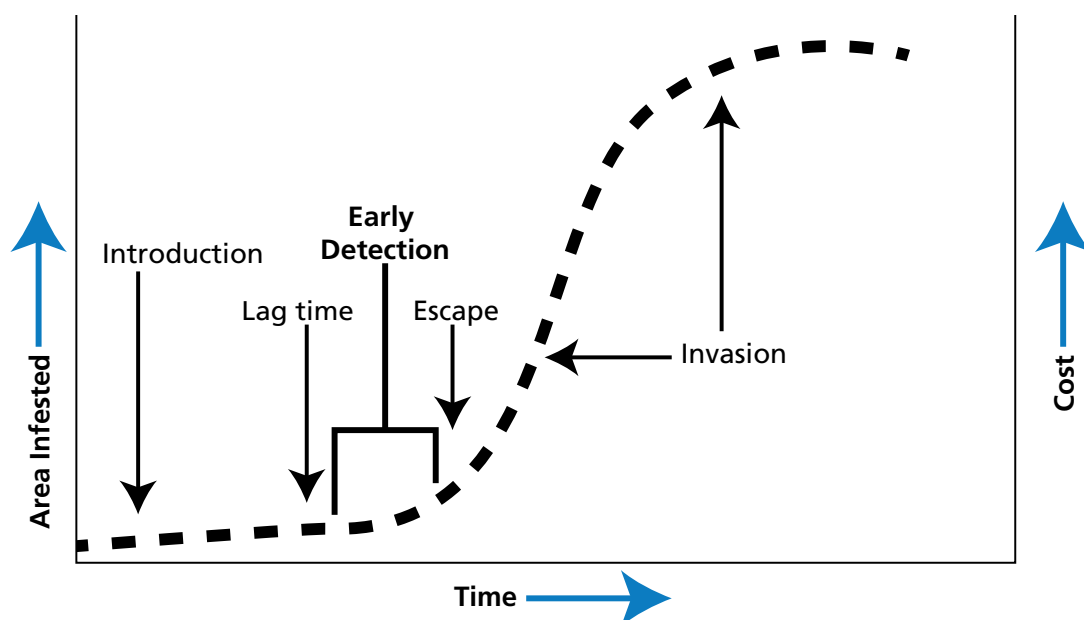 Early
Detection
Introduction
Lag time
Escape
Invasion
Area Infested
Cost
Time